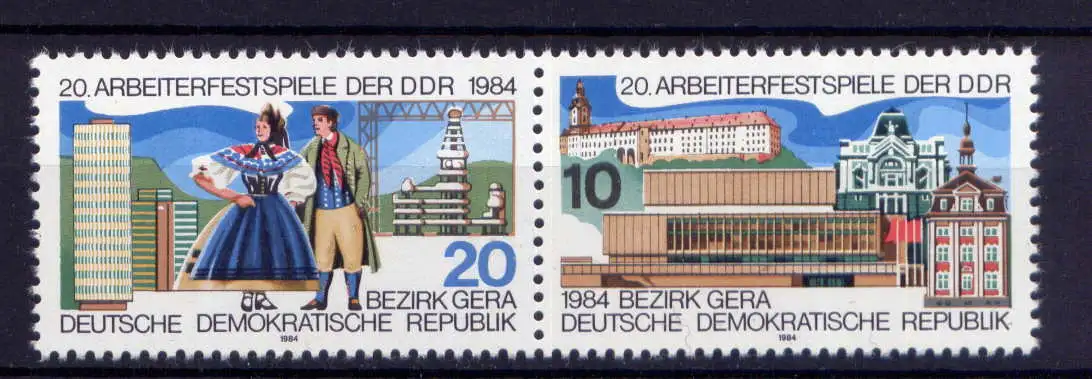 20. ARBEITERFESTSPIELE DER DDR 1984
20
BEZIRK GERA
DEUTSCHE DEMOKRATISCHE REPUBLIK
1984
20. ARBEITERFESTSPIELE DER DDR
10
1984 BEZIRK GERA
DEUTSCHE DEMOKRATISCHE REPUBLIK
1984